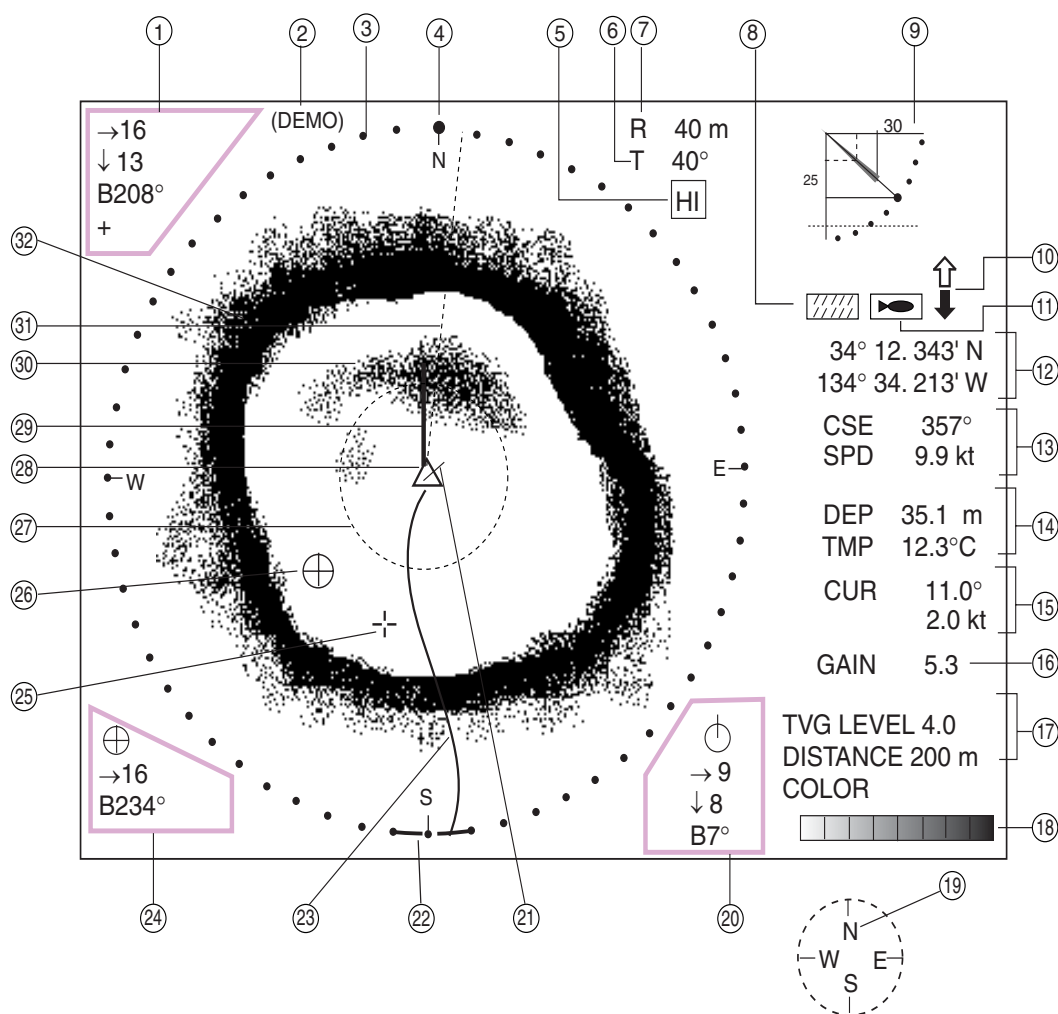 1 2 3 4 5 6 7 8 9
→16
↓ 13
B208°
+
(DEMO)
N
R 40 m
T 40°
HI
30
25
10
11
32
31
30
29
28
27
26
25
34° 12. 343' N
134° 34. 213' W
12
CSE 357°
SPD 9.9 kt
13
W
E
DEP 35.1 m
TMP 12.3°C
14
CUR 11.0°
2.0 kt
15
GAIN 5.3
16
TVG LEVEL 4.0
DISTANCE 200 m
17
COLOR
18
→16
B234°
S
→ 9
↓ 8
B7°
24 23 22 21 20 19
N
W E
S